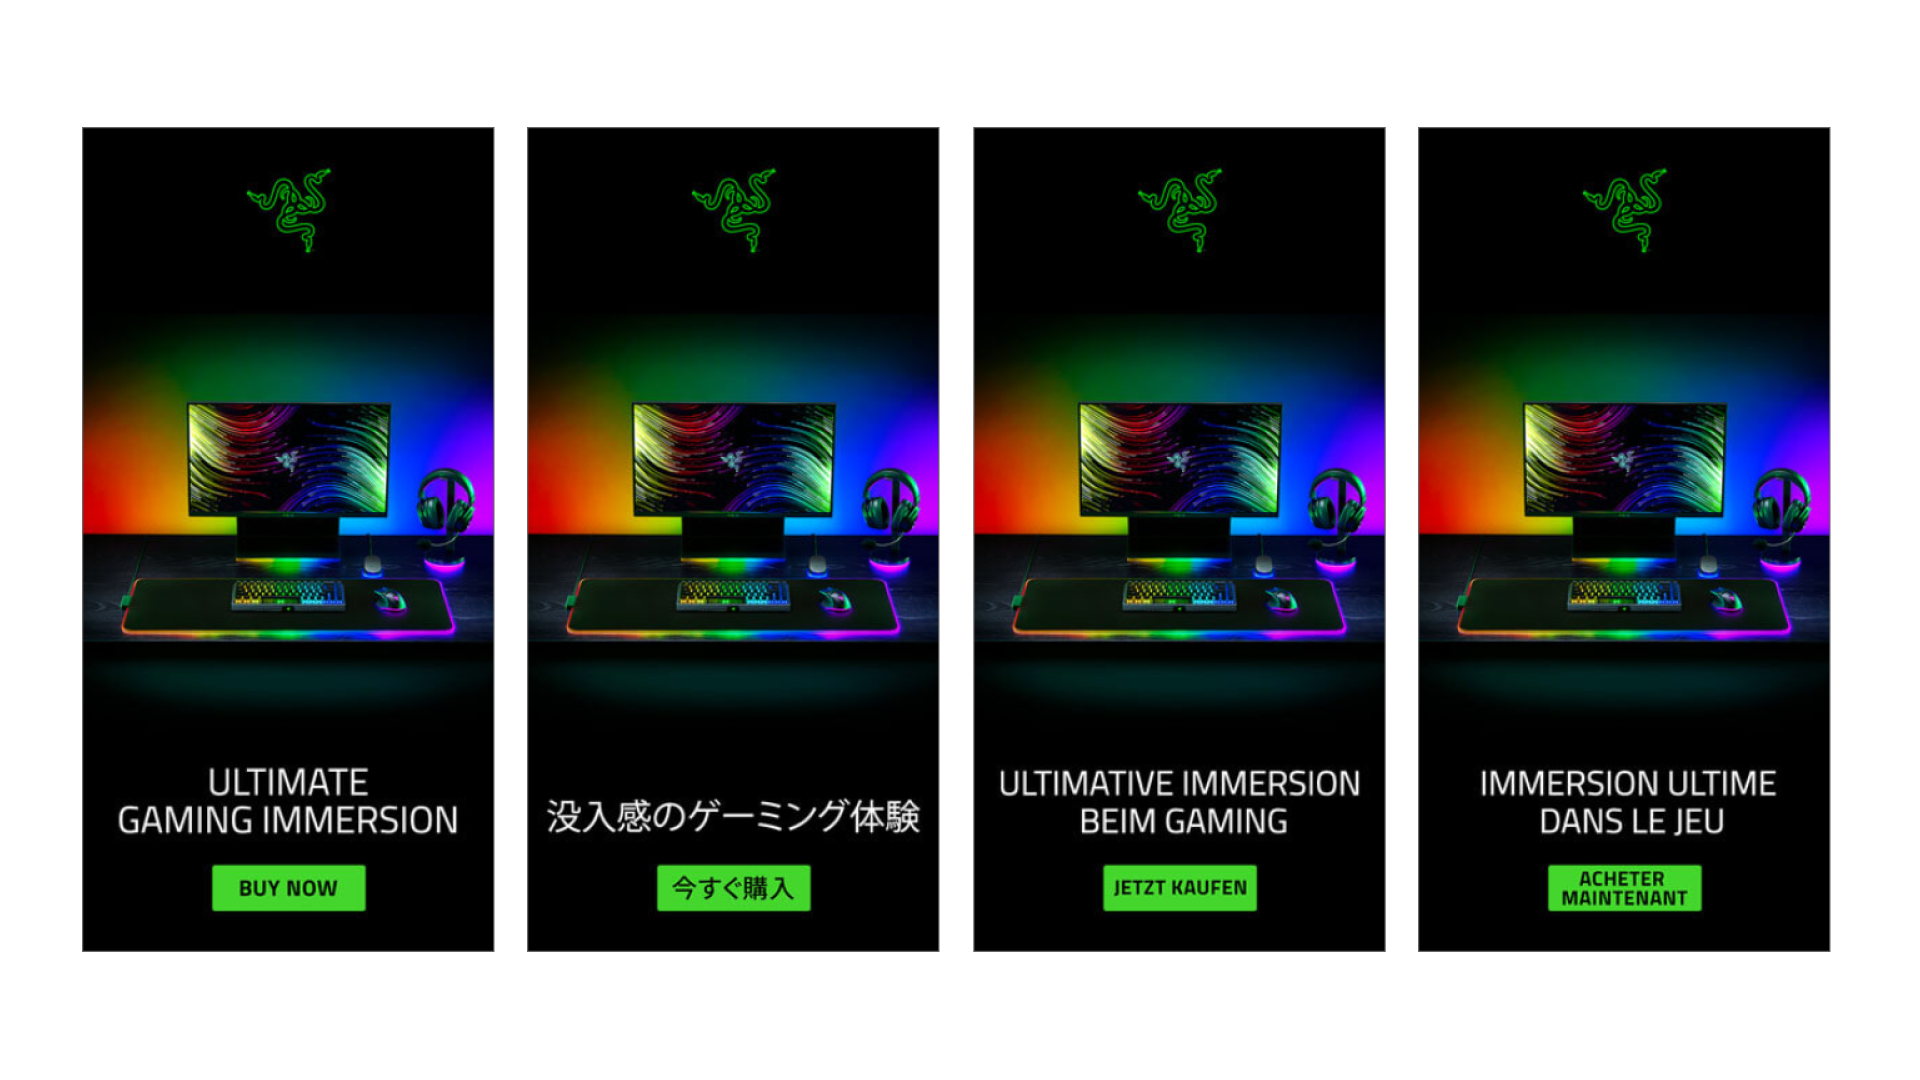 ULTIMATE
GAMING IMMERSION
BUY NOW
没入感のゲーミング体験
今すぐ購入
ULTIMATIVE IMMERSION
BEIM GAMING
JETZT KAUFEN
IMMERSION ULTIME
DANS LE JEU
ACHETER
MAINTENANT